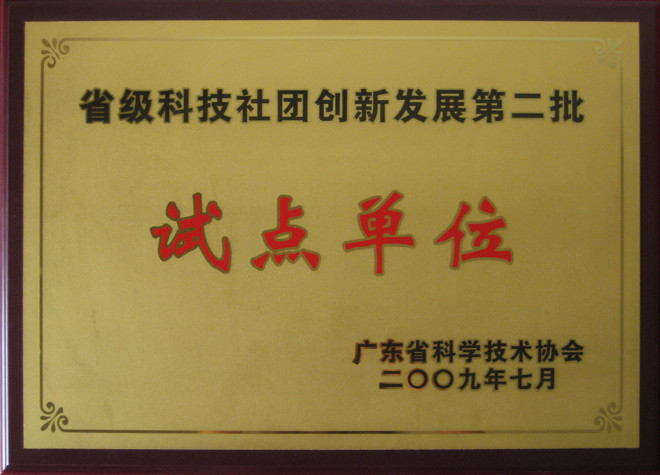 省级科技社团创新发展第二批
试点单位
广东省科学技术协会
二〇〇九年七月